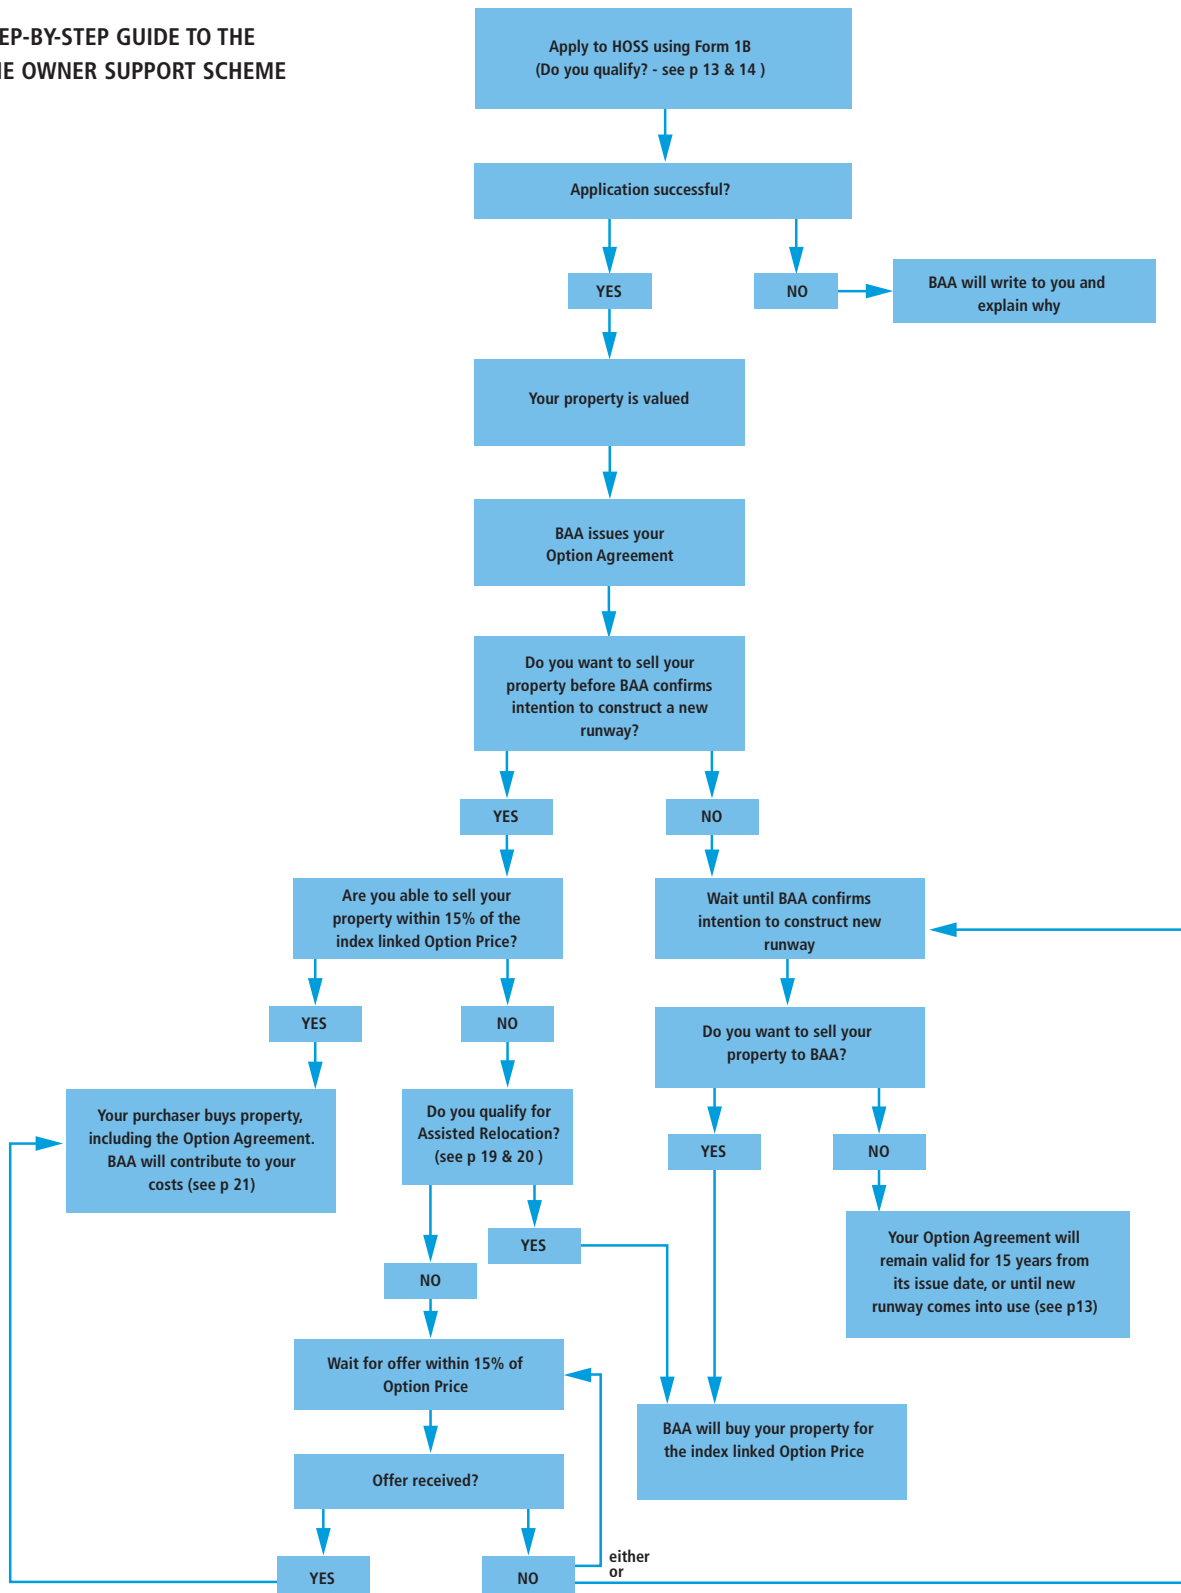 EP-BY-STEP GUIDE TO THE
E OWNER SUPPORT SCHEME
Apply to HOSS using Form 1B
(Do you qualify? - see p 13 & 14 )
Application successful?
YES
NO
BAA will write to you and
explain why
Your property is valued
BAA issues your
Option Agreement
Do you want to sell your
property before BAA confirms
intention to construct a new
runway?
YES
NO
Are you able to sell your
property within 15% of the
index linked Option Price?
Wait until BAA confirms
intention to construct new
runway
YES
NO
Do you want to sell your
property to BAA?
Your purchaser buys property,
including the Option Agreement.
BAA will contribute to your
costs (see p 21)
Do you qualify for
Assisted Relocation?
(see p 19 & 20 )
YES
NO
YES
NO
Your Option Agreement will
remain valid for 15 years from
its issue date, or until new
runway comes into use (see p13)
Wait for offer within 15% of
Option Price
BAA will buy your property for
the index linked Option Price
Offer received?
YES
NO
either
or